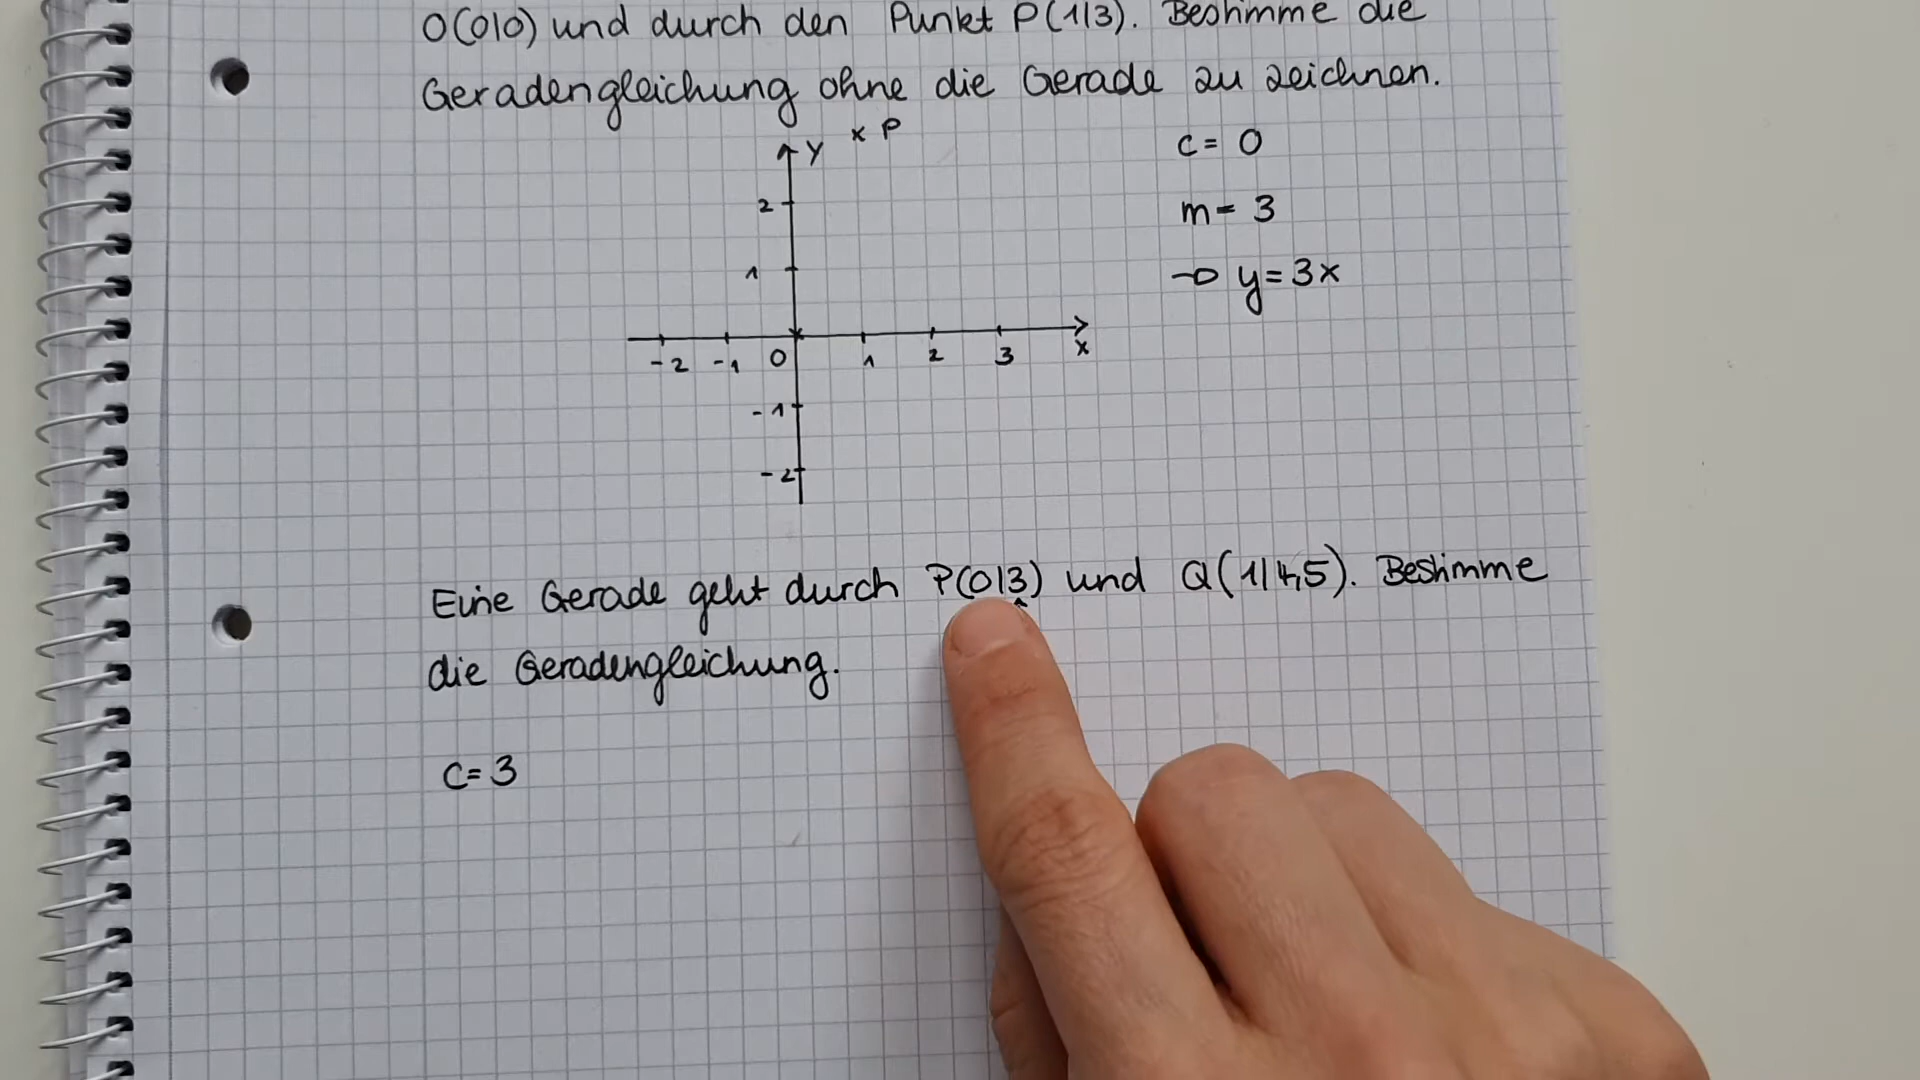 O(0|0) und durch den Punkt P(1|3). Bestimme die
Geradengleichung ohne die Gerade zu zeichnen.
x P
y
c = 0
2
m = 3
1
→ y = 3x
-2 -1 0 1 2 3 x
-1
-2
Eine Gerade geht durch P(0|3) und Q(1|4,5). Bestimme
die Geradengleichung.
c = 3